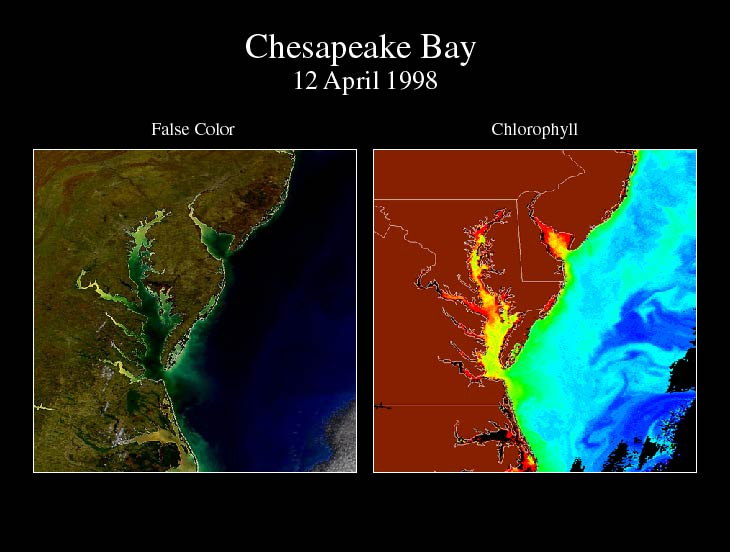 Chesapeake Bay
12 April 1998
False Color
Chlorophyll